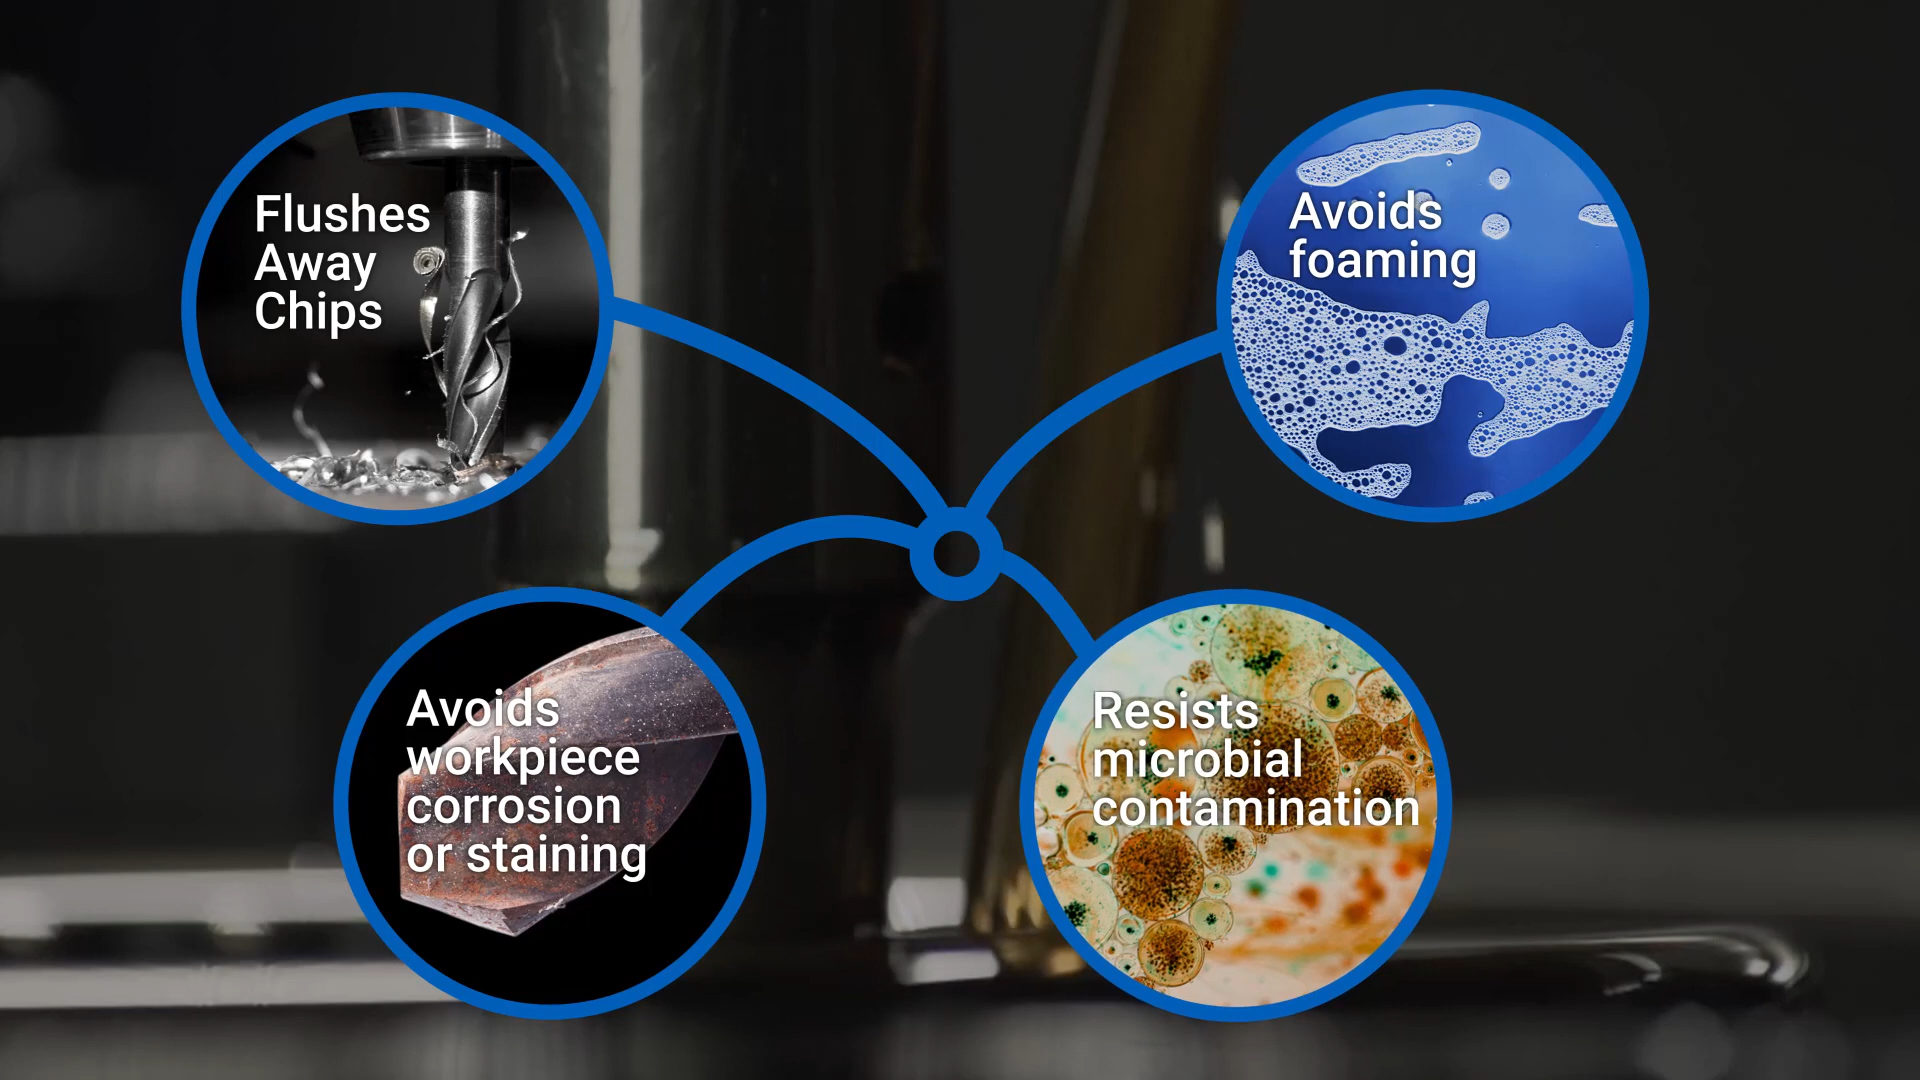 Flushes
Away
Chips
Avoids
foaming
Avoids
workpiece
corrosion
or staining
Resists
microbial
contamination